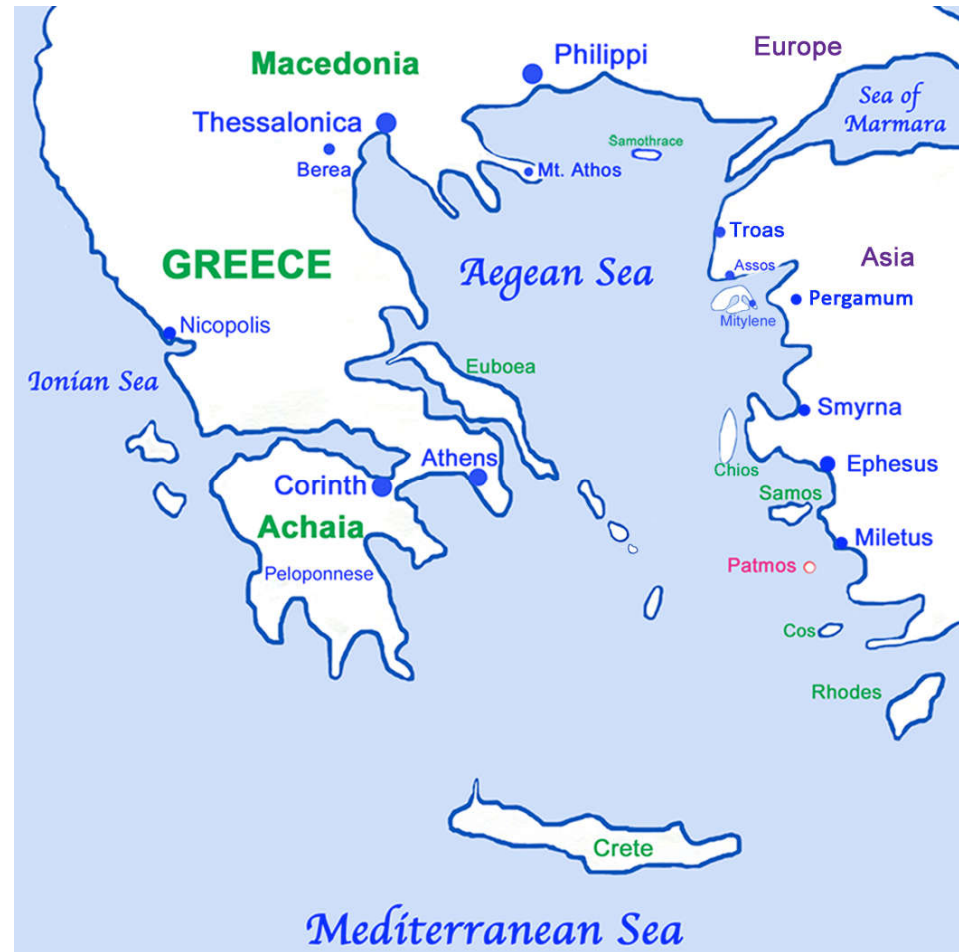 Europe
Philippi
Macedonia
Sea of
Marmara
Thessalonica
Samothrace
Berea
Mt. Athos
Troas
GREECE
Aegean Sea
Asia
Assos
Pergamum
Mitylene
Nicopolis
Euboea
Ionian Sea
Smyrna
Athens
Chios
Ephesus
Corinth
Samos
Achaia
Miletus
Patmos
Peloponnese
Cos
Rhodes
Crete
Mediterranean Sea